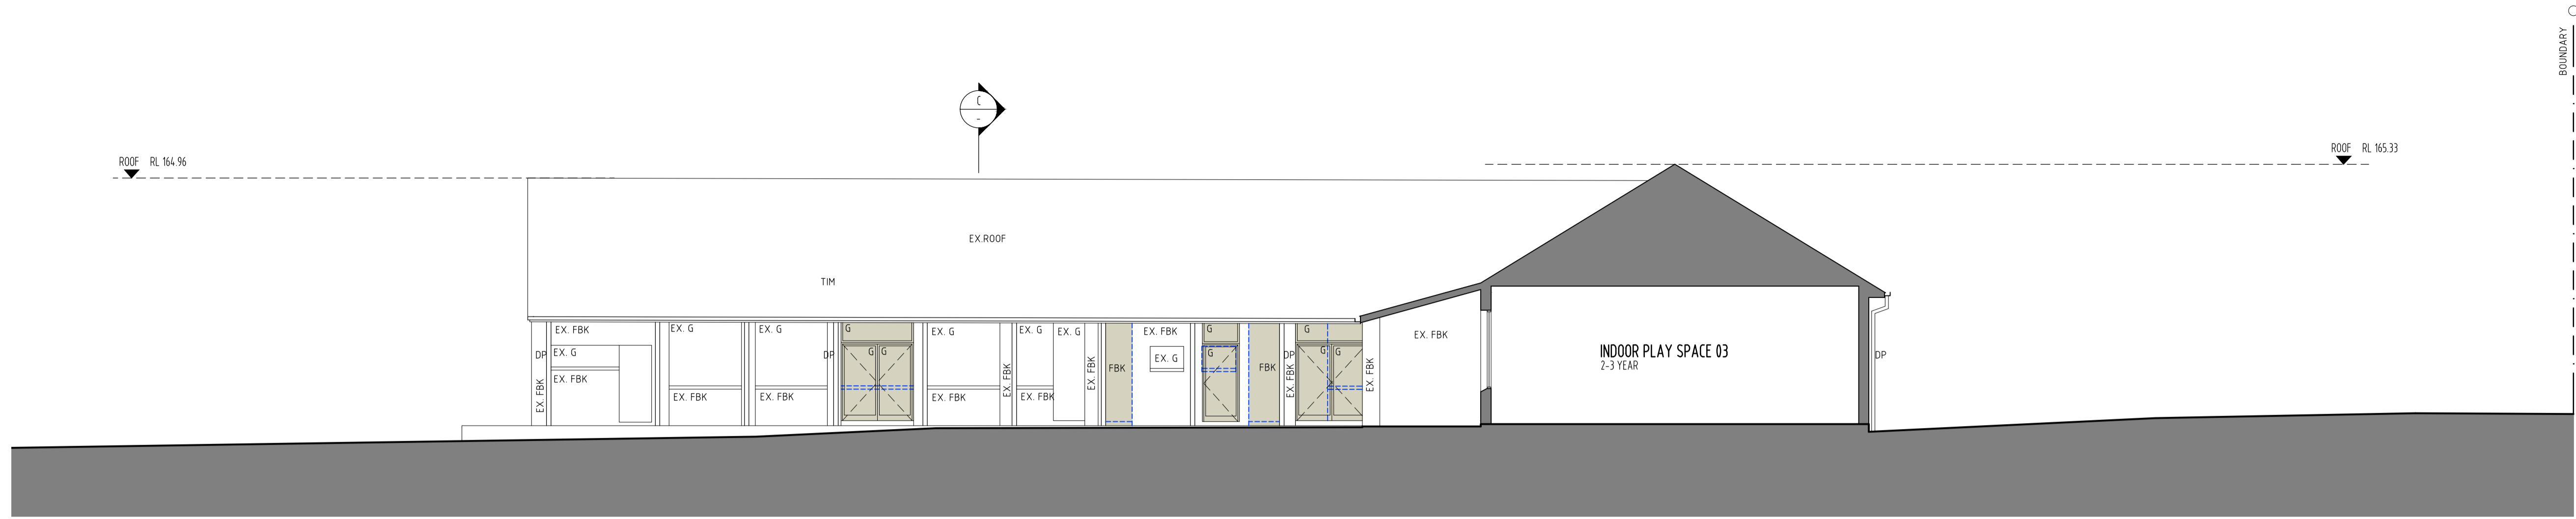 BOUNDARY
C
-
ROOF RL 164.96
ROOF RL 165.33
EX.ROOF
TIM
EX. FBK
EX. G
EX. G
G
EX. G
EX. G
EX. G
EX. FBK
G
G
EX. FBK
DP
EX. G
DP
G G
EX. G
G
DP
G G
INDOOR PLAY SPACE 03
2-3 YEAR
DP
EX. FBK
EX. FBK
EX. FBK
FBK
FBK
EX. FBK
EX. FBK
EX. FBK
EX. FBK
EX. FBK
EX. FBK
EX. FBK
EX. FBK